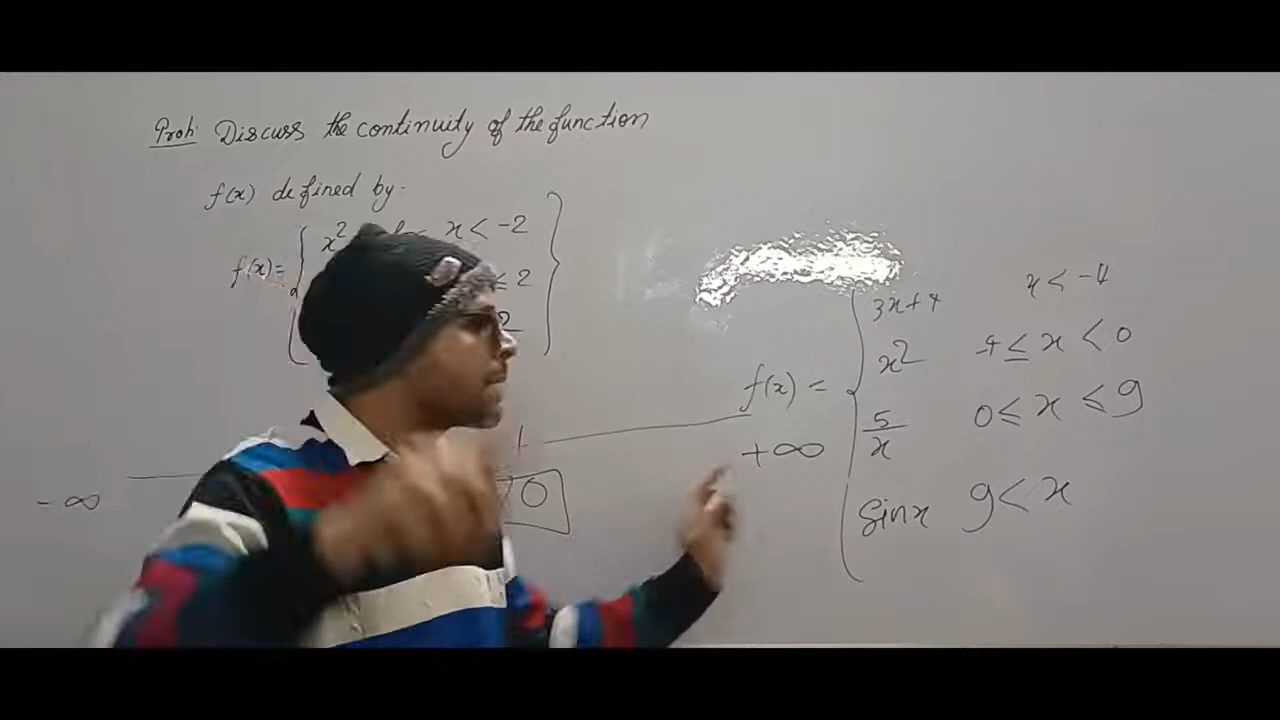 Prob: Discuss the continuity of the function
f(x) defined by-
x² x < -2
f(x)= ≤ 2
2
f(x) =
3x+4 x < -4
x² -4 ≤ x < 0
5/x 0 ≤ x ≤ 9
sinx 9 < x
-∞ 0 +∞